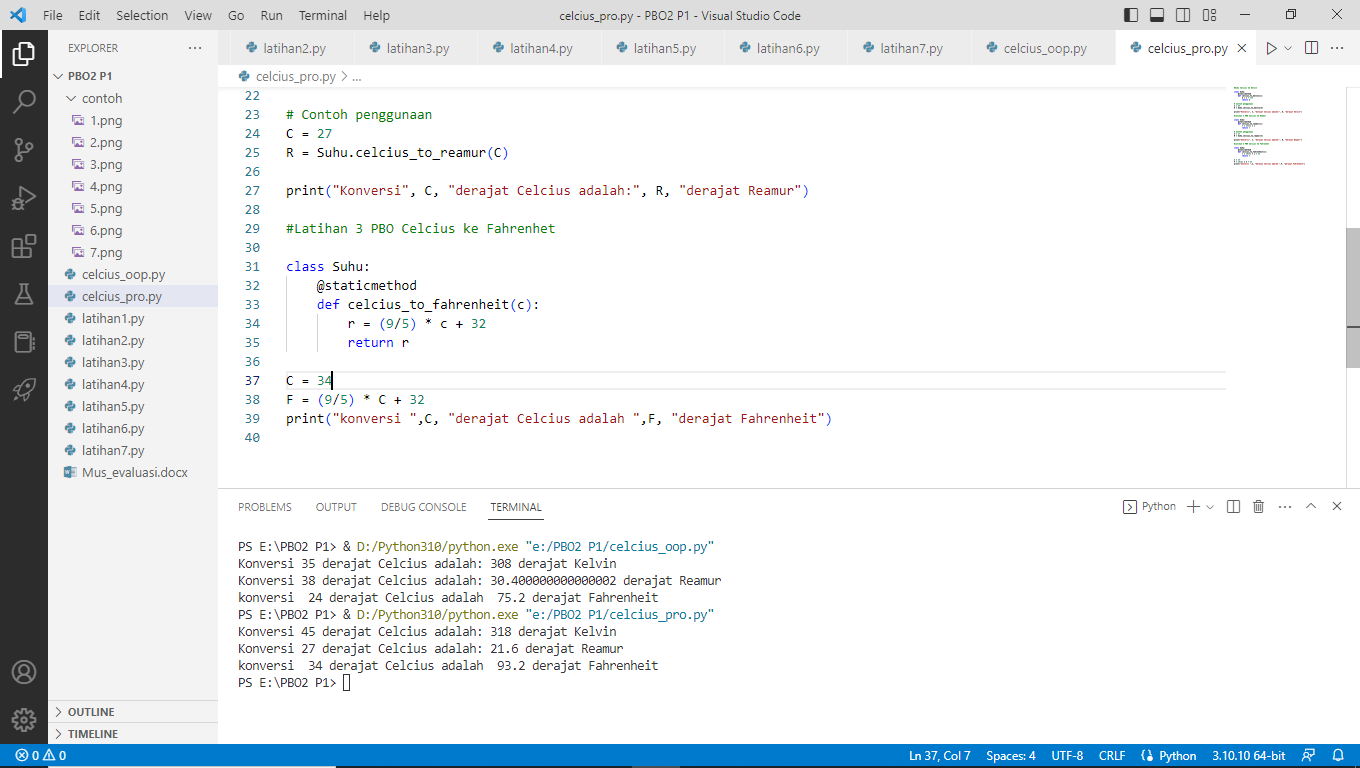 File Edit Selection View Go Run Terminal Help
celcius_pro.py - PBO2 P1 - Visual Studio Code
EXPLORER
PBO2 P1
contoh
1.png
2.png
3.png
4.png
5.png
6.png
7.png
celcius_oop.py
celcius_pro.py
latihan1.py
latihan2.py
latihan3.py
latihan4.py
latihan5.py
latihan6.py
latihan7.py
Mus_evaluasi.docx
OUTLINE
TIMELINE
latihan2.py latihan3.py latihan4.py latihan5.py latihan6.py latihan7.py celcius_oop.py celcius_pro.py
celcius_pro.py > ...
22
23 # Contoh penggunaan
24 C = 27
25 R = Suhu.celcius_to_reamur(C)
26
27 print("Konversi", C, "derajat Celcius adalah:", R, "derajat Reamur")
28
29 #Latihan 3 PBO Celcius ke Fahrenhet
30
31 class Suhu:
32 @staticmethod
33 def celcius_to_fahrenheit(c):
34 r = (9/5) * c + 32
35 return r
36
37 C = 34
38 F = (9/5) * C + 32
39 print("konversi ",C, "derajat Celcius adalah ",F, "derajat Fahrenheit")
40
PROBLEMS OUTPUT DEBUG CONSOLE TERMINAL
Python
PS E:\PBO2 P1> & D:/Python310/python.exe "e:/PBO2 P1/celcius_oop.py"
Konversi 35 derajat Celcius adalah: 308 derajat Kelvin
Konversi 38 derajat Celcius adalah: 30.400000000000002 derajat Reamur
konversi  24 derajat Celcius adalah  75.2 derajat Fahrenheit
PS E:\PBO2 P1> & D:/Python310/python.exe "e:/PBO2 P1/celcius_pro.py"
Konversi 45 derajat Celcius adalah: 318 derajat Kelvin
Konversi 27 derajat Celcius adalah: 21.6 derajat Reamur
konversi  34 derajat Celcius adalah  93.2 derajat Fahrenheit
PS E:\PBO2 P1>
0 0
Ln 37, Col 7 Spaces: 4 UTF-8 CRLF Python 3.10.10 64-bit